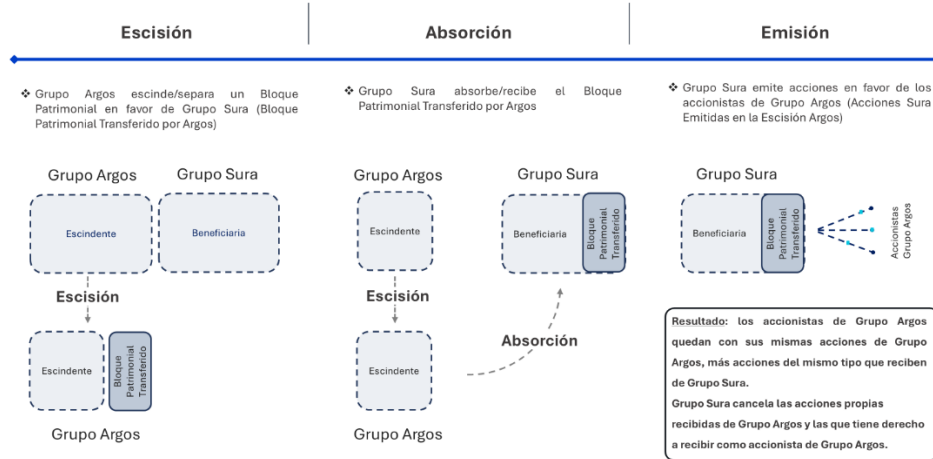 Escisión
Absorción
Emisión
❖ Grupo Argos escinde/separa un Bloque
Patrimonial en favor de Grupo Sura (Bloque
Patrimonial Transferido por Argos)
❖ Grupo Sura absorbe/recibe el Bloque
Patrimonial Transferido por Argos
❖ Grupo Sura emite acciones en favor de los
accionistas de Grupo Argos (Acciones Sura
Emitidas en la Escisión Argos)
Grupo Argos
Grupo Sura
Escindente
Beneficiaria
Escisión
Escindente
Bloque
Patrimonial
Transferido
Grupo Argos
Grupo Argos
Grupo Sura
Escindente
Beneficiaria
Bloque
Patrimonial
Transferido
Escisión
Absorción
Escindente
Grupo Argos
Grupo Sura
Beneficiaria
Bloque
Patrimonial
Transferido
Accionistas
Grupo Argos
Resultado: los accionistas de Grupo Argos
quedan con sus mismas acciones de Grupo
Argos, más acciones del mismo tipo que reciben
de Grupo Sura.
Grupo Sura cancela las acciones propias
recibidas de Grupo Argos y las que tiene derecho
a recibir como accionista de Grupo Argos.